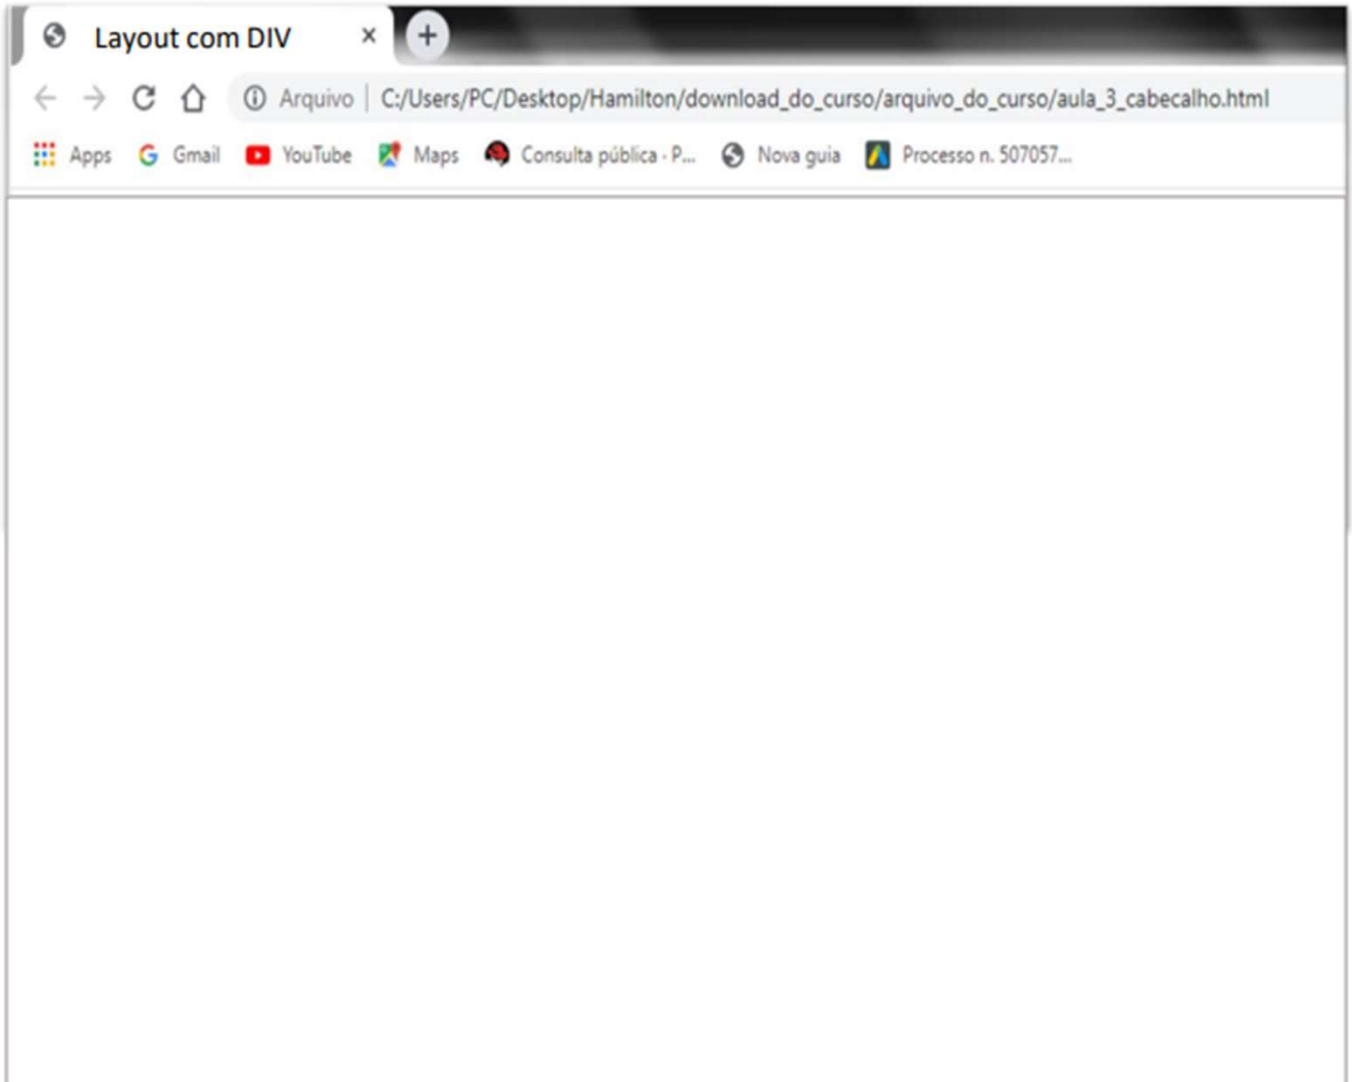 Layout com DIV
Arquivo | C:/Users/PC/Desktop/Hamilton/download_do_curso/arquivo_do_curso/aula_3_cabecalho.html
Apps Gmail YouTube Maps Consulta pública · P... Nova guia Processo n. 507057...